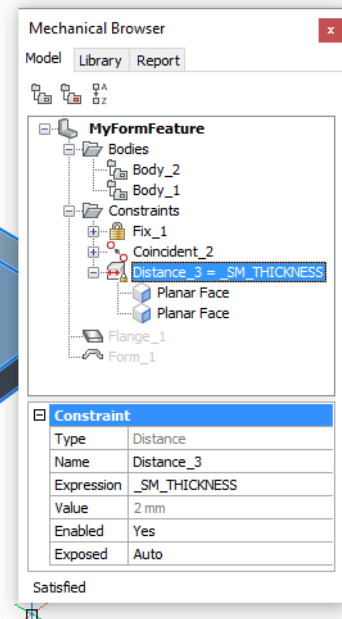 Mechanical Browser
x
Model Library Report
MyFormFeature
Bodies
Body_2
Body_1
Constraints
Fix_1
Coincident_2
Distance_3 = _SM_THICKNESS
Planar Face
Planar Face
Flange_1
Form_1
Constraint
Type Distance
Name Distance_3
Expression _SM_THICKNESS
Value 2 mm
Enabled Yes
Exposed Auto
Satisfied